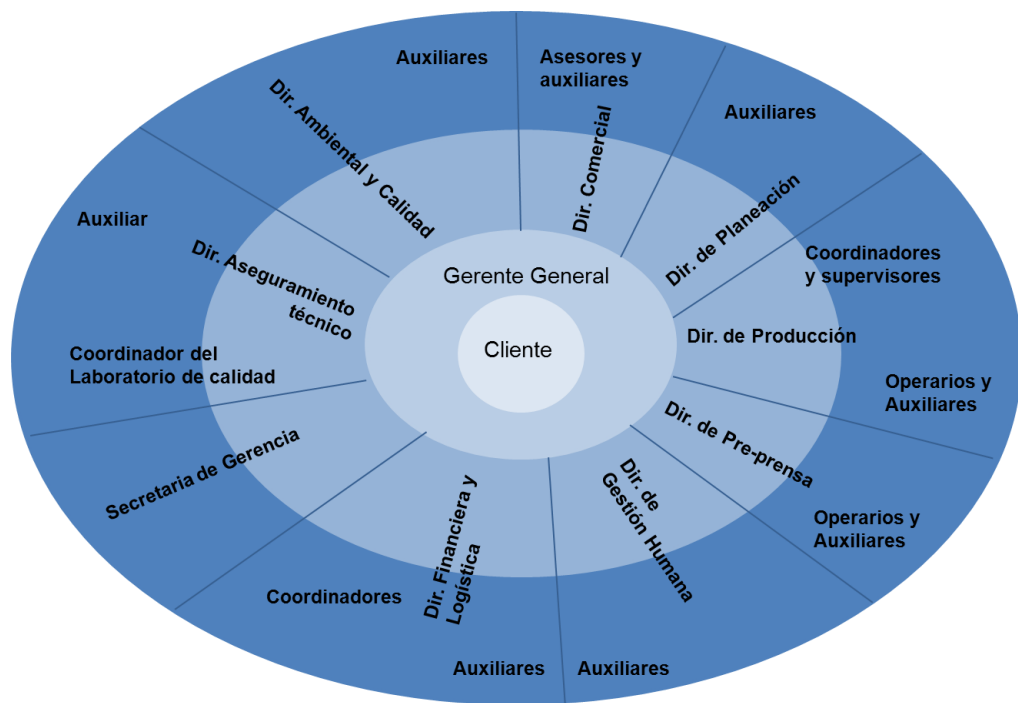 Auxiliares
Asesores y
auxiliares
Dir. Ambiental y Calidad
Dir. Comercial
Auxiliares
Dir. de Planeación
Auxiliar
Dir. Aseguramiento
técnico
Coordinador del
Laboratorio de calidad
Gerente General
Cliente
Coordinadores
y supervisores
Dir. de Producción
Operarios y
Auxiliares
Secretaria de Gerencia
Dir. de Pre-prensa
Operarios y
Auxiliares
Coordinadores
Dir. Financiera y
Logística
Auxiliares
Dir. de
Gestión Humana
Auxiliares